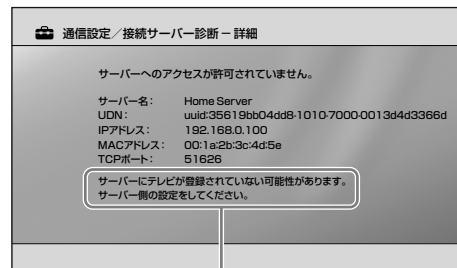 通信設定／接続サーバー診断－詳細
サーバーへのアクセスが許可されていません。
サーバー名： Home Server
UDN： uuid:35619bb04dd8-1010-7000-0013d4d3366d
IPアドレス： 192.168.0.100
MACアドレス： 00:1a:2b:3c:4d:5e
TCPポート： 51626
サーバーにテレビが登録されていない可能性があります。
サーバー側の設定をしてください。